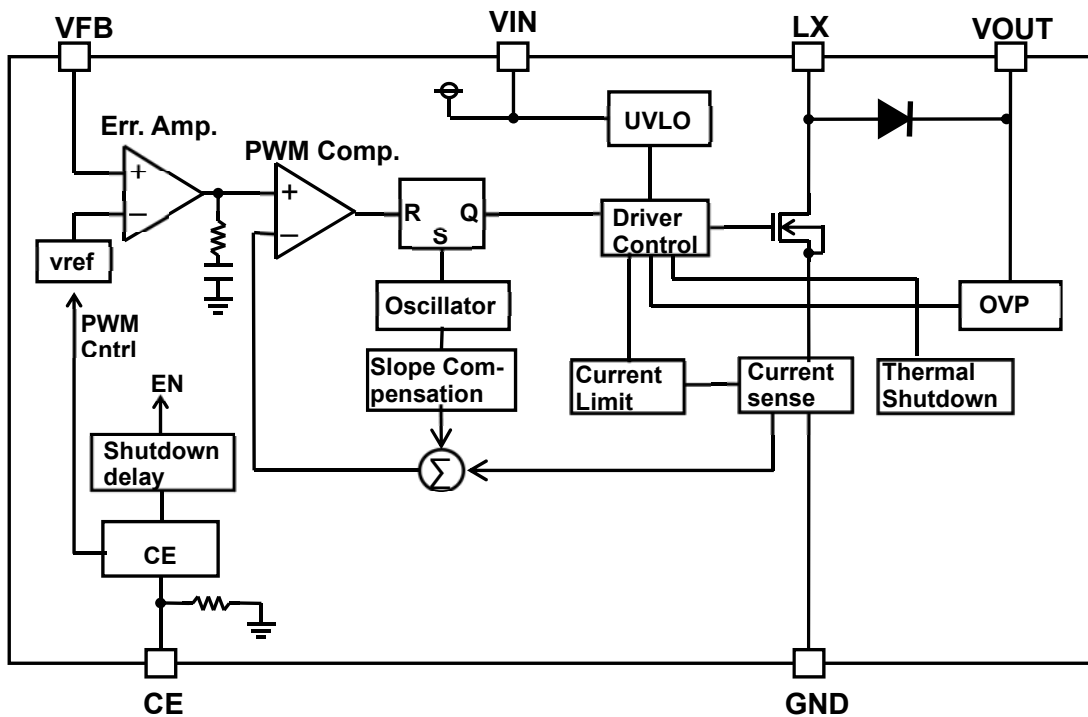 VFB
VIN
LX
VOUT
Err. Amp.
UVLO
PWM Comp.
+
−
+
−
R
Q
S
Driver
Control
vref
Oscillator
OVP
PWM
Cntrl
Slope Com-
pensation
Current
Limit
Current
sense
Thermal
Shutdown
EN
Shutdown
delay
Σ
CE
CE
GND